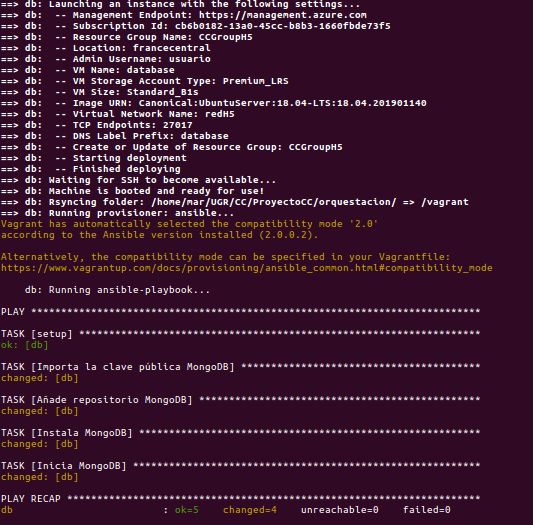 ==> db: Launching an instance with the following settings...
==> db:  -- Management Endpoint: https://management.azure.com
==> db:  -- Subscription Id: cb6b0182-13a0-45cc-b8b3-1660fbde73f5
==> db:  -- Resource Group Name: CCGroupH5
==> db:  -- Location: francecentral
==> db:  -- Admin Username: usuario
==> db:  -- VM Name: database
==> db:  -- VM Storage Account Type: Premium_LRS
==> db:  -- VM Size: Standard_B1s
==> db:  -- Image URN: Canonical:UbuntuServer:18.04-LTS:18.04.201901140
==> db:  -- Virtual Network Name: redH5
==> db:  -- TCP Endpoints: 27017
==> db:  -- DNS Label Prefix: database
==> db:  -- Create or Update of Resource Group: CCGroupH5
==> db:  -- Starting deployment
==> db:  -- Finished deploying
==> db: Waiting for SSH to become available...
==> db: Machine is booted and ready for use!
==> db: Rsyncing folder: /home/mar/UGR/CC/ProyectoCC/orquestacion/ => /vagrant
==> db: Running provisioner: ansible...
Vagrant has automatically selected the compatibility mode '2.0'
according to the Ansible version installed (2.0.0.2).

Alternatively, the compatibility mode can be specified in your Vagrantfile:
https://www.vagrantup.com/docs/provisioning/ansible_common.html#compatibility_mode

    db: Running ansible-playbook...

PLAY ***************************************************************************

TASK [setup] *******************************************************************
ok: [db]

TASK [Importa la clave pública MongoDB] ****************************************
changed: [db]

TASK [Añade repositorio MongoDB] ***********************************************
changed: [db]

TASK [Instala MongoDB] *********************************************************
changed: [db]

TASK [Inicia MongoDB] **********************************************************
changed: [db]

PLAY RECAP *********************************************************************
db                         : ok=5    changed=4    unreachable=0    failed=0